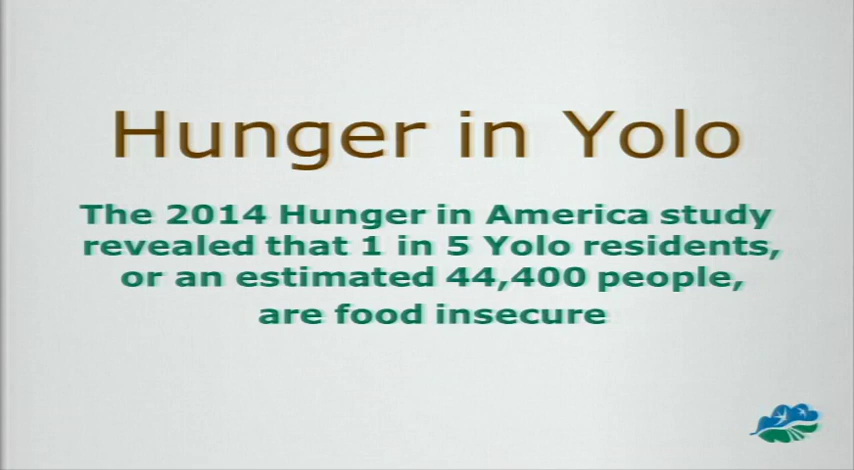 Hunger in Yolo
The 2014 Hunger in America study
revealed that 1 in 5 Yolo residents,
or an estimated 44,400 people,
are food insecure